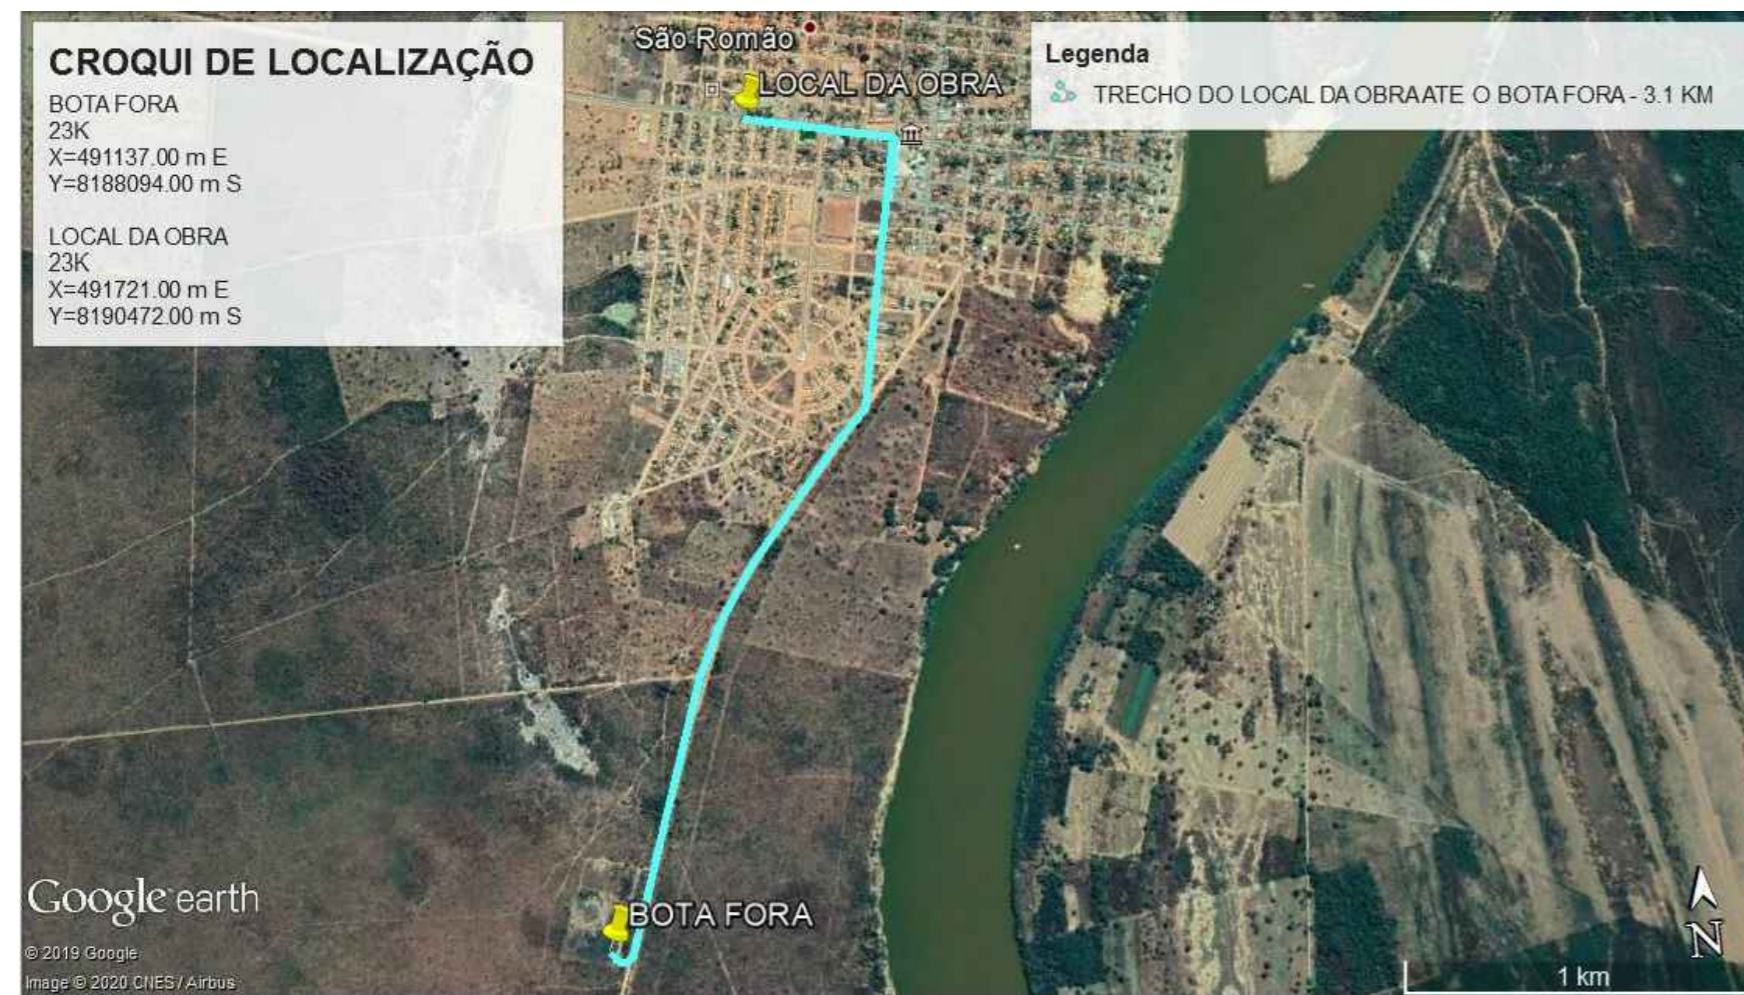 CROQUI DE LOCALIZAÇÃO
BOTA FORA
23K
X=491137.00 m E
Y=8188094.00 m S
LOCAL DA OBRA
23K
X=491721.00 m E
Y=8190472.00 m S
São Romão
LOCAL DA OBRA
Legenda
TRECHO DO LOCAL DA OBRA ATE O BOTA FORA - 3.1 KM
BOTA FORA
Google earth
© 2019 Google
Image © 2020 CNES / Airbus
N
1 km